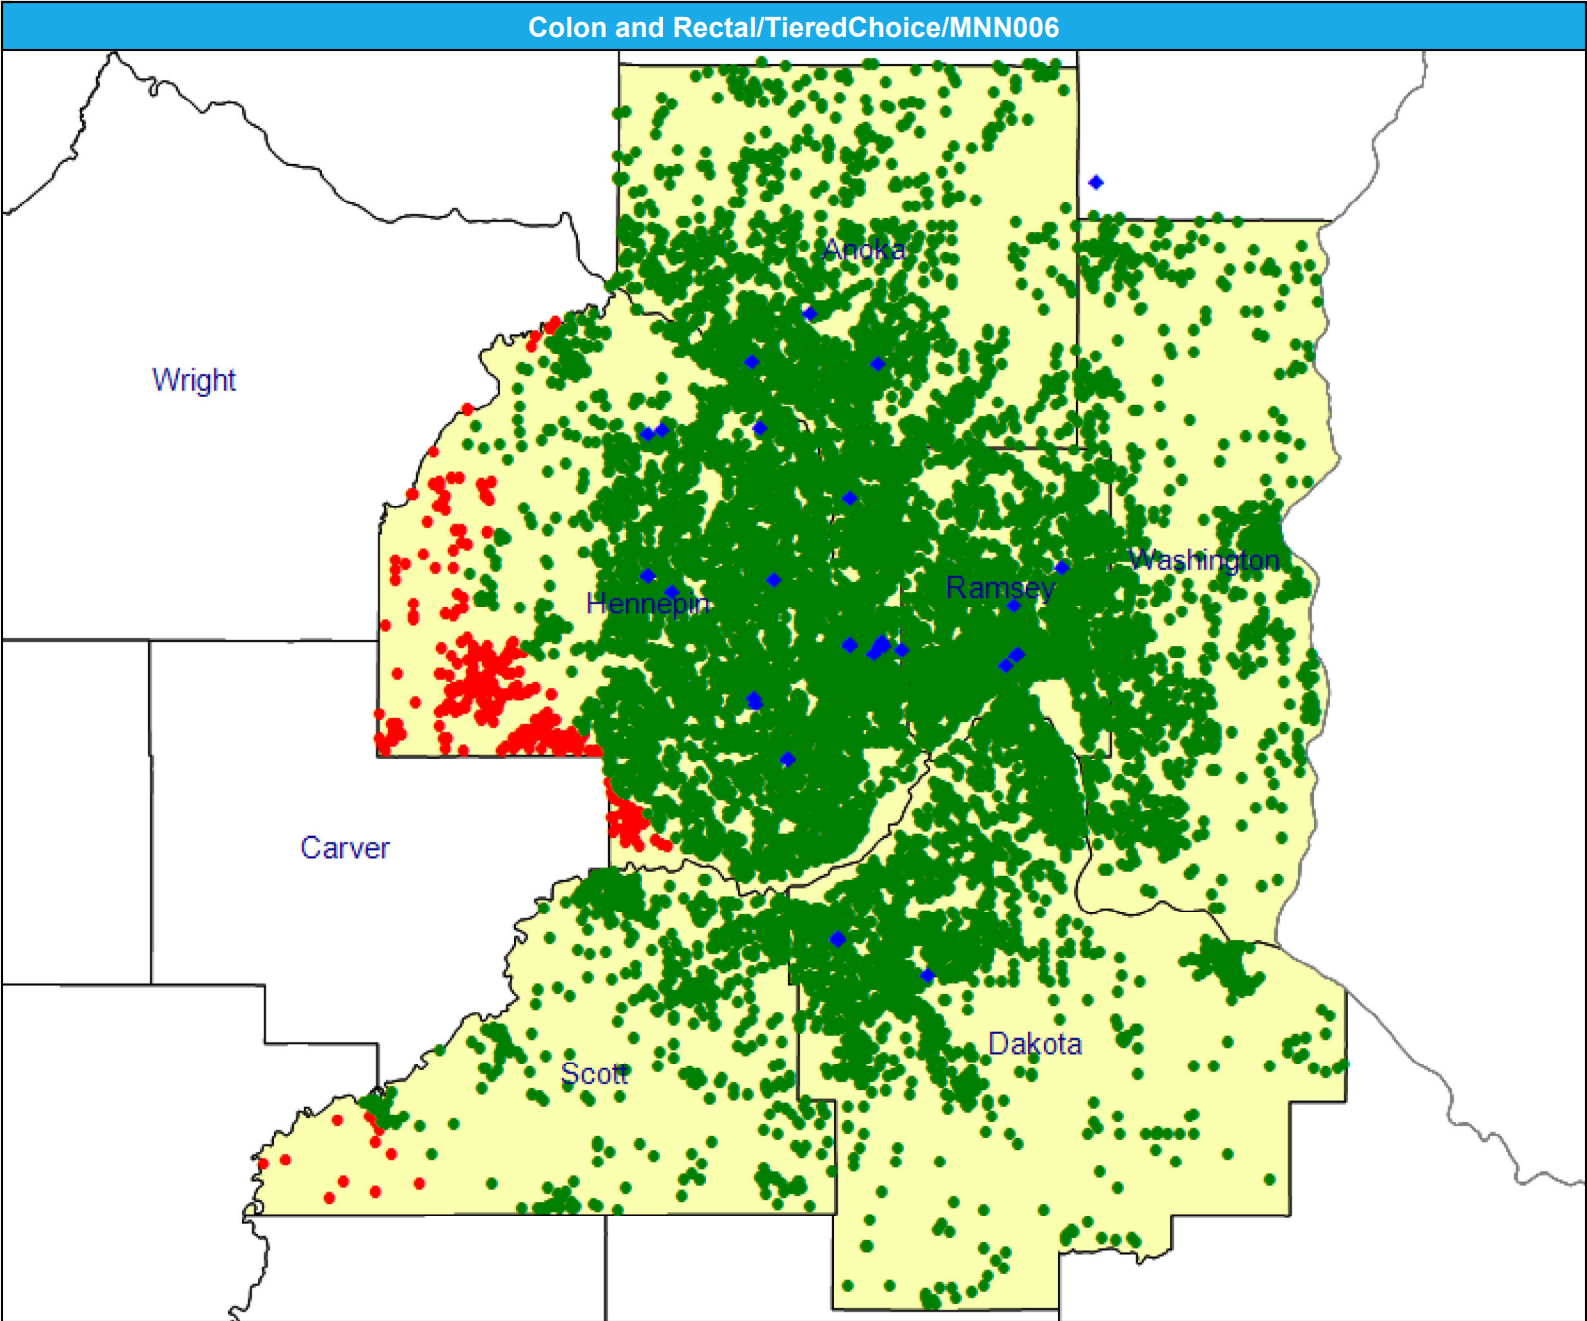 Colon and Rectal/TieredChoice/MNN006
Anoka
Wright
Washington
Ramsey
Hennepin
Carver
Dakota
Scott